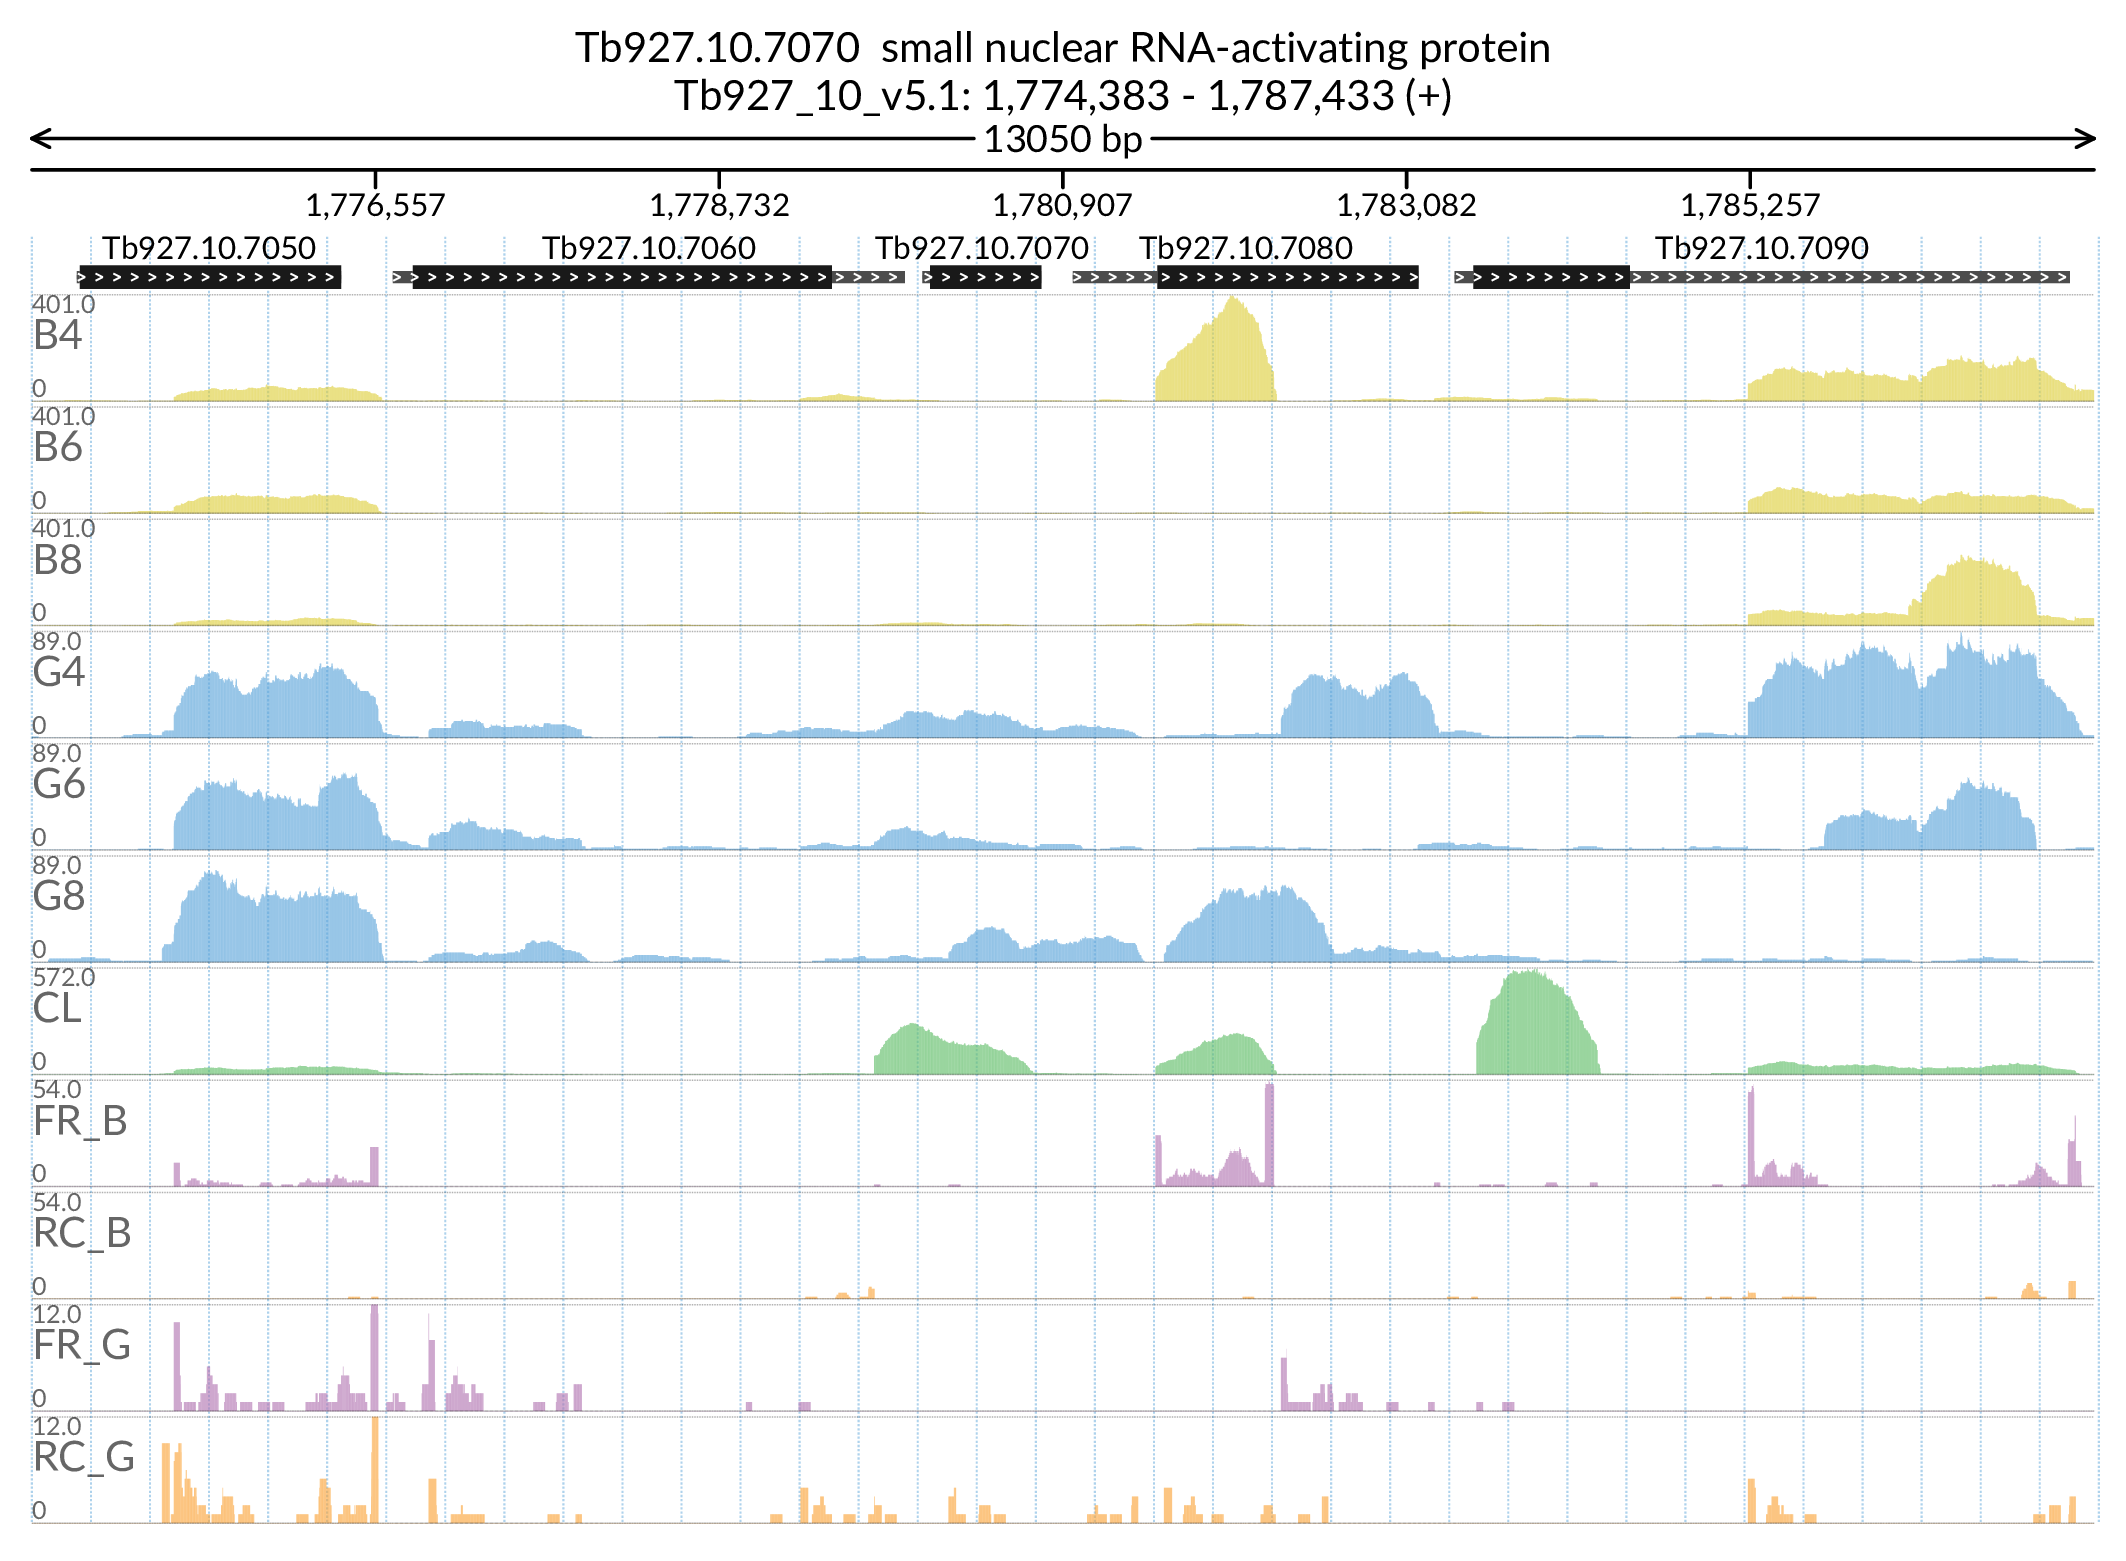 Tb927.10.7070 small nuclear RNA-activating protein
Tb927_10_v5.1: 1,774,383 - 1,787,433 (+)
13050 bp
1,776,557 1,778,732 1,780,907 1,783,082 1,785,257
Tb927.10.7050 Tb927.10.7060 Tb927.10.7070 Tb927.10.7080 Tb927.10.7090
401.0
B4
0
401.0
B6
0
401.0
B8
0
89.0
G4
0
89.0
G6
0
89.0
G8
0
572.0
CL
0
54.0
FR_B
0
54.0
RC_B
0
12.0
FR_G
0
12.0
RC_G
0